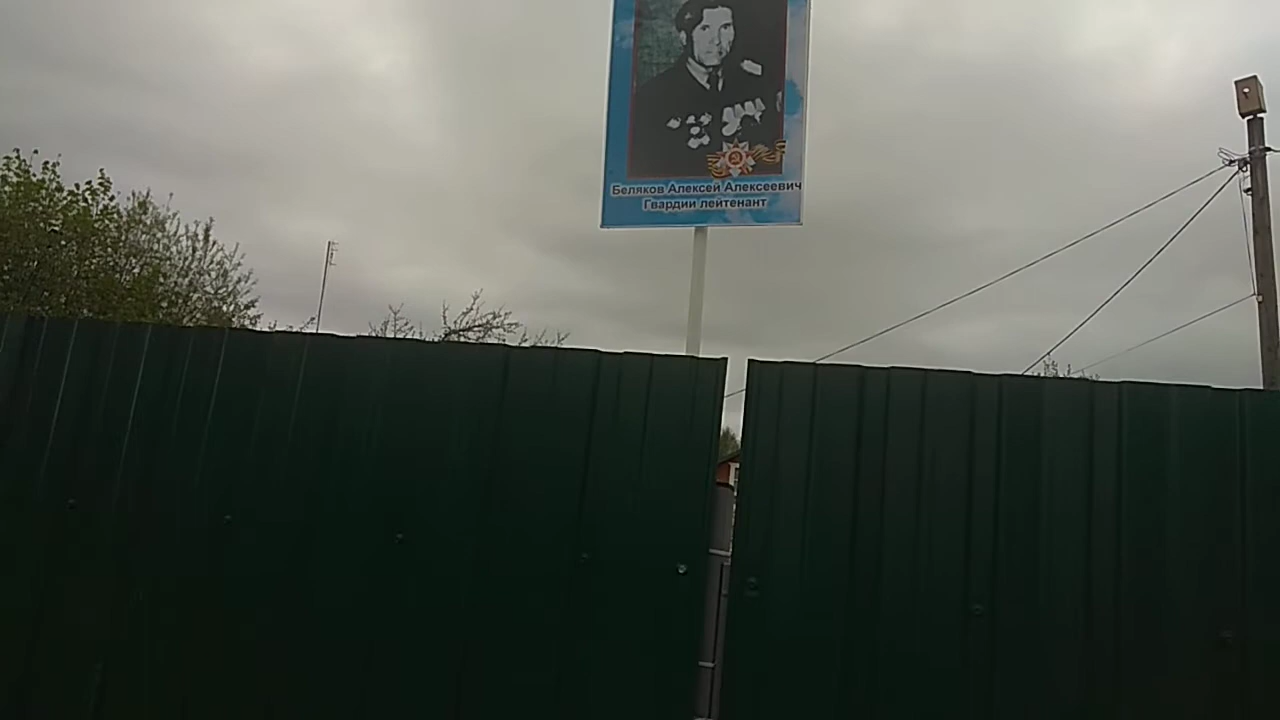 Беляков Алексей Алексеевич
Гвардии лейтенант